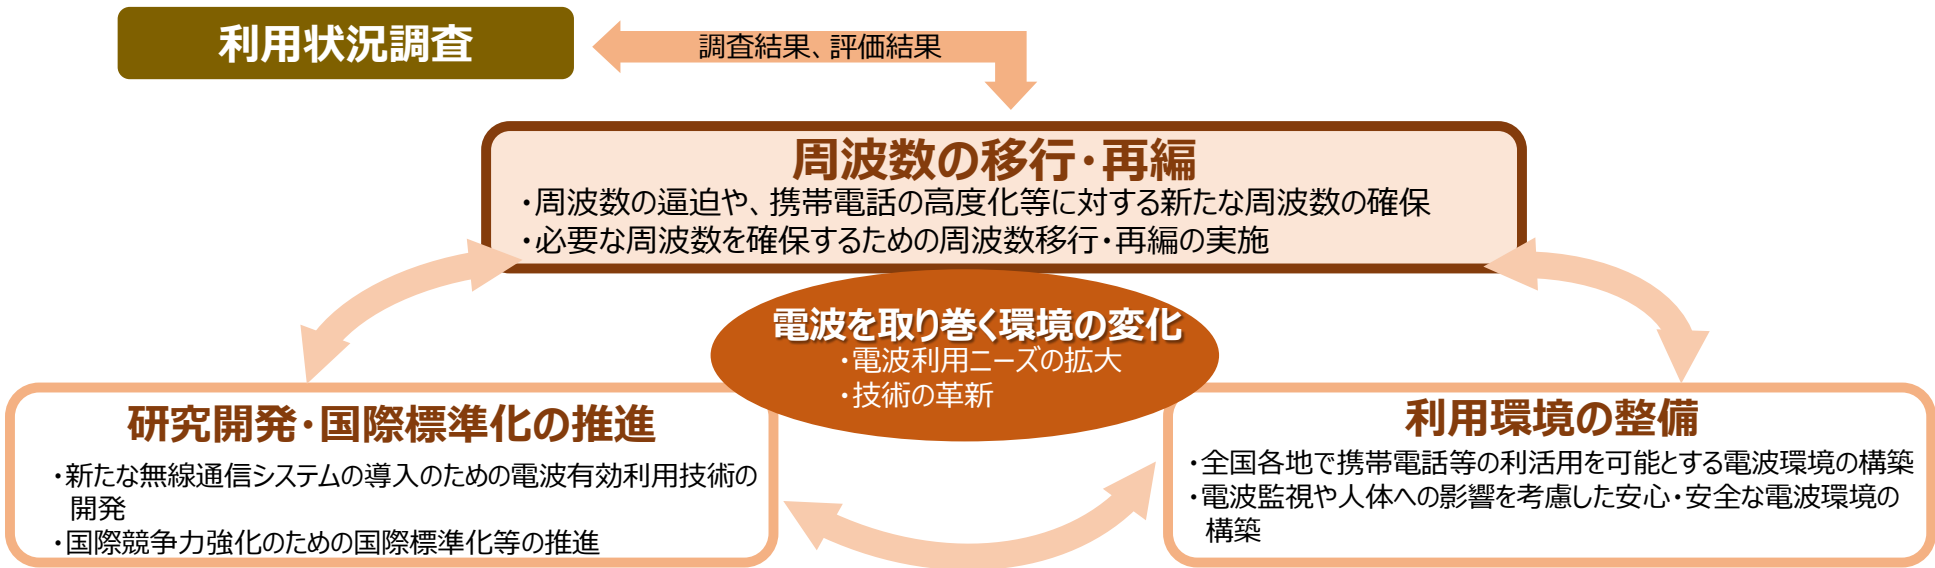 利用状況調査
調査結果、評価結果
周波数の移行・再編
・周波数の逼迫や、携帯電話の高度化等に対する新たな周波数の確保
・必要な周波数を確保するための周波数移行・再編の実施
電波を取り巻く環境の変化
・電波利用ニーズの拡大
・技術の革新
研究開発・国際標準化の推進
・新たな無線通信システムの導入のための電波有効利用技術の
開発
・国際競争力強化のための国際標準化等の推進
利用環境の整備
・全国各地で携帯電話等の利活用を可能とする電波環境の構築
・電波監視や人体への影響を考慮した安心・安全な電波環境の
構築